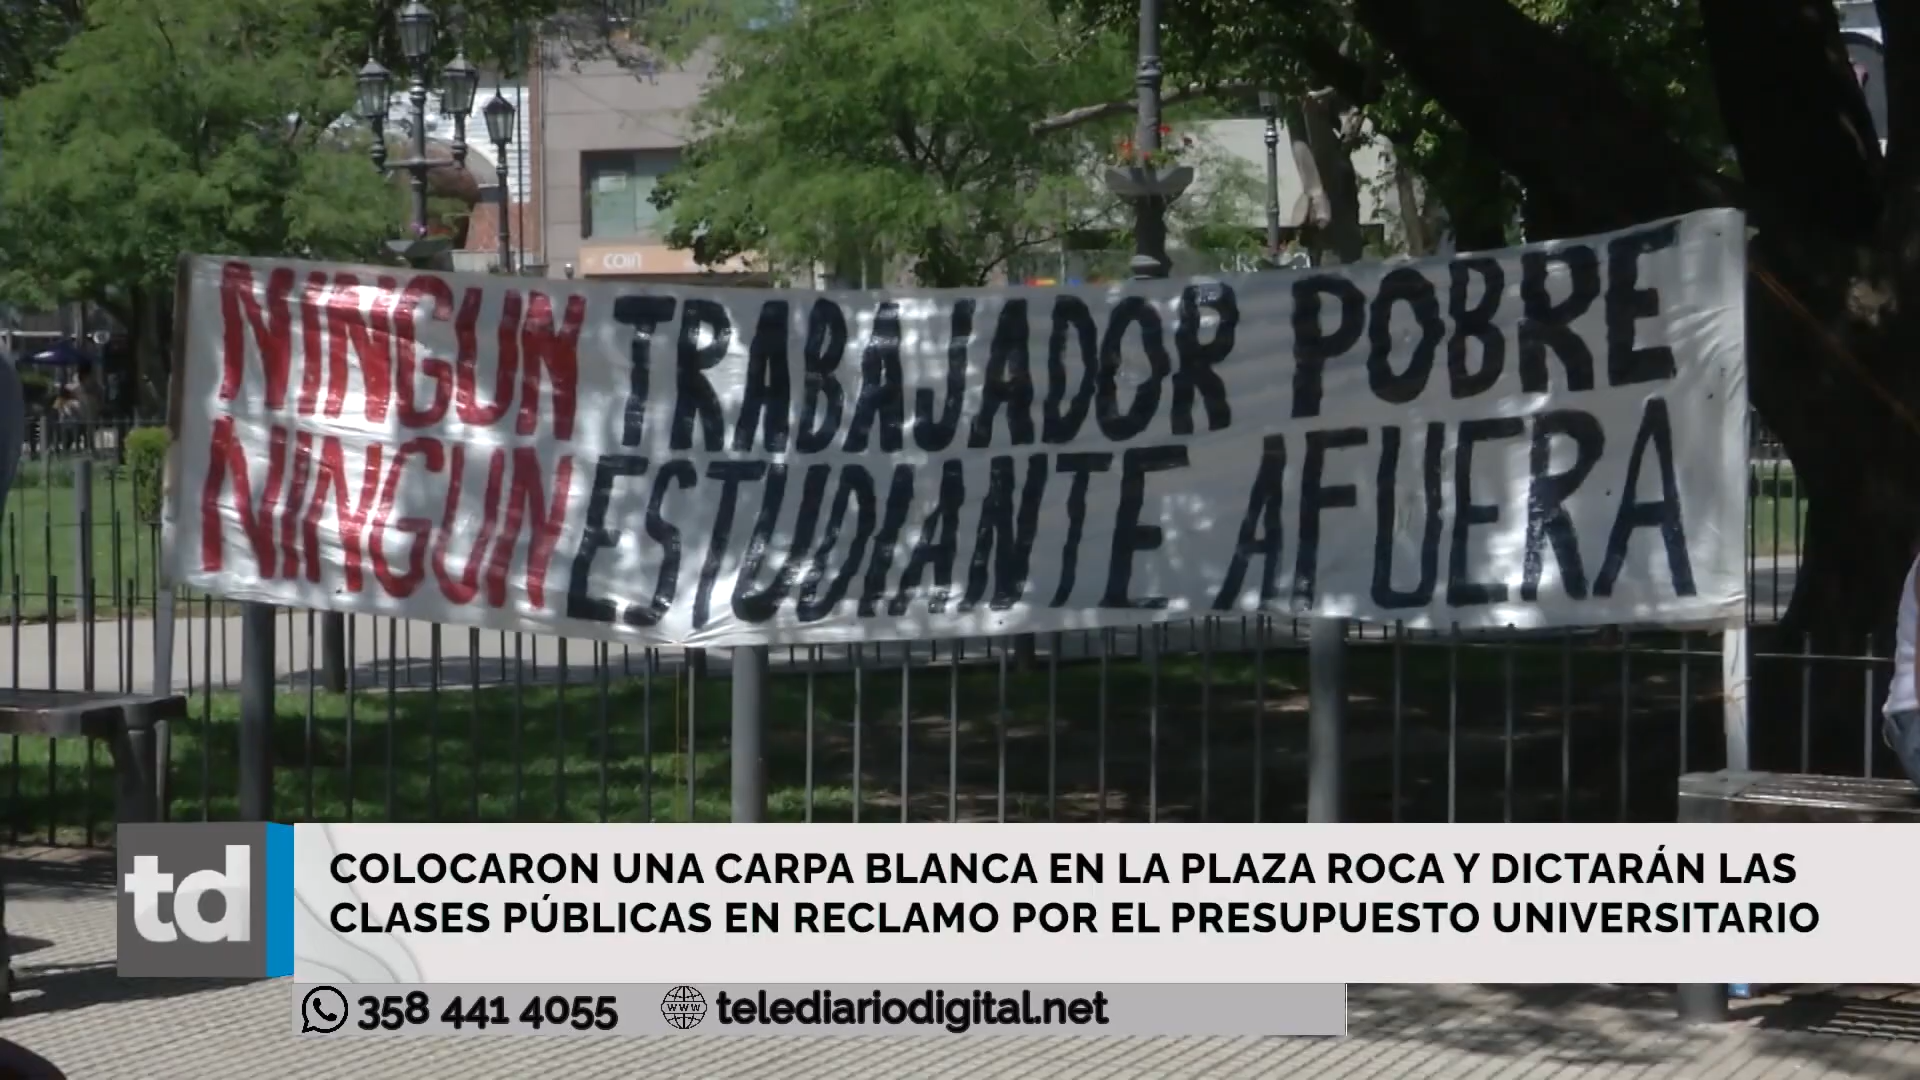 COIN
NINGUN TRABAJADOR POBRE
NINGUN ESTUDIANTE AFUERA
td
COLOCARON UNA CARPA BLANCA EN LA PLAZA ROCA Y DICTARÁN LAS
CLASES PÚBLICAS EN RECLAMO POR EL PRESUPUESTO UNIVERSITARIO
358 441 4055
WWW
telediariodigital.net